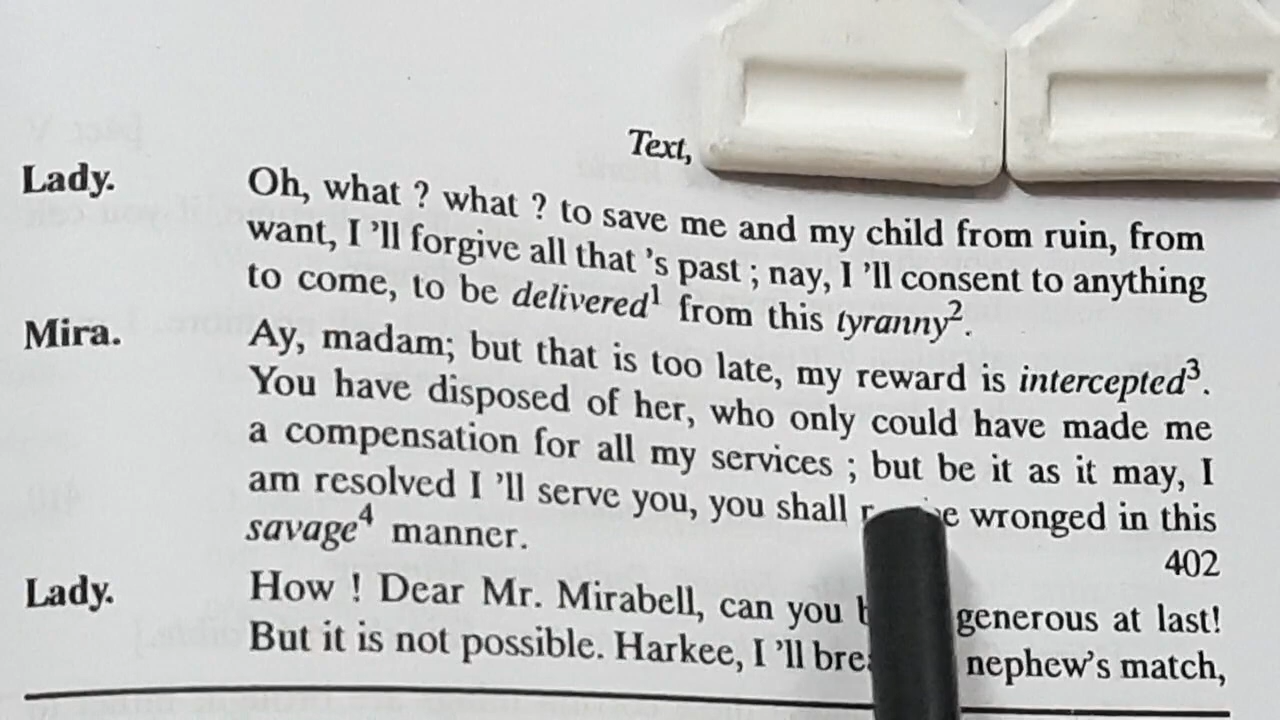 Text,
Lady. Oh, what ? what ? to save me and my child from ruin, from
want, I 'll forgive all that 's past ; nay, I 'll consent to anything
to come, to be delivered¹ from this tyranny².
Mira. Ay, madam; but that is too late, my reward is intercepted³.
You have disposed of her, who only could have made me
a compensation for all my services ; but be it as it may, I
am resolved I 'll serve you, you shall wronged in this
savage⁴ manner.
402
Lady. How ! Dear Mr. Mirabell, can you generous at last!
But it is not possible. Harkee, I 'll nephew's match,